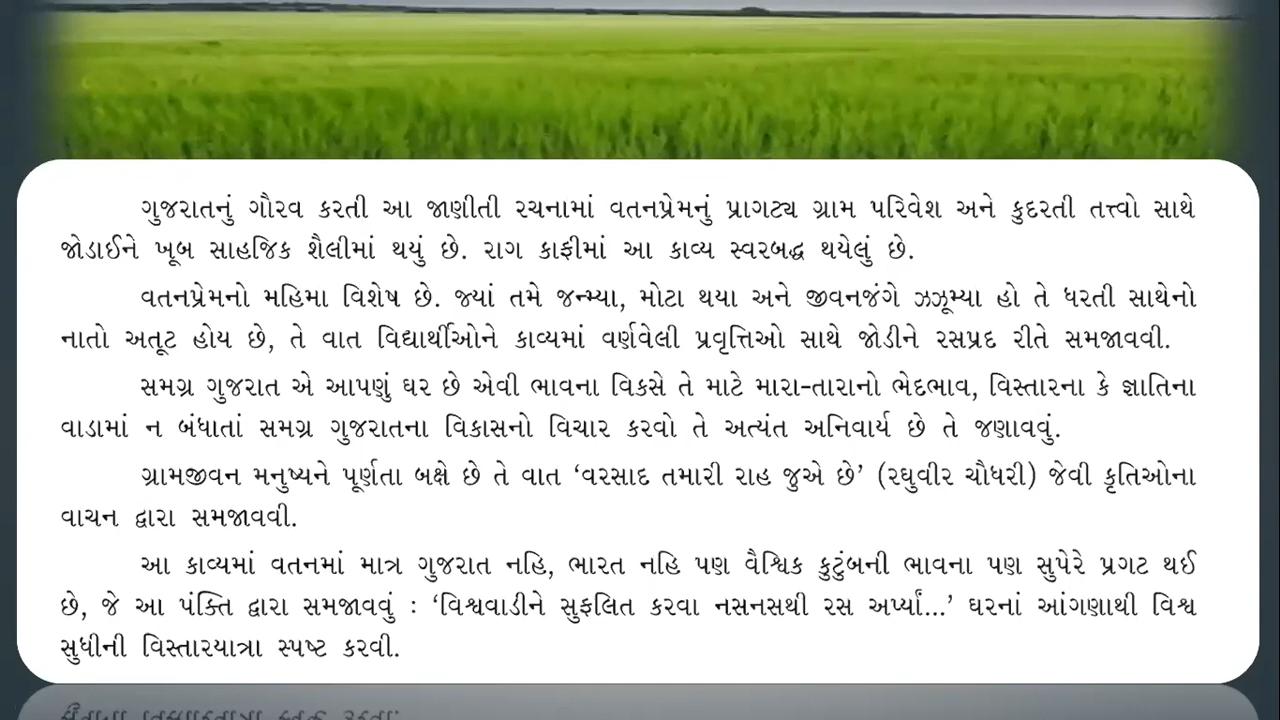 ગુજરાતનું ગૌરવ કરતી આ જાણીતી રચનામાં વતનપ્રેમનું પ્રાગટ્ય ગ્રામ પરિવેશ અને કુદરતી તત્ત્વો સાથે
જોડાઈને ખૂબ સાહજિક શૈલીમાં થયું છે. રાગ કાફીમાં આ કાવ્ય સ્વરબદ્ધ થયેલું છે.
વતનપ્રેમનો મહિમા વિશેષ છે. જ્યાં તમે જન્મ્યા, મોટા થયા અને જીવનજંગે ઝઝૂમ્યા હો તે ધરતી સાથેનો
નાતો અતૂટ હોય છે, તે વાત વિદ્યાર્થીઓને કાવ્યમાં વર્ણવેલી પ્રવૃત્તિઓ સાથે જોડીને રસપ્રદ રીતે સમજાવવી.
સમગ્ર ગુજરાત એ આપણું ઘર છે એવી ભાવના વિકસે તે માટે મારા-તારાનો ભેદભાવ, વિસ્તારના કે જ્ઞાતિના
વાડામાં ન બંધાતાં સમગ્ર ગુજરાતના વિકાસનો વિચાર કરવો તે અત્યંત અનિવાર્ય છે તે જણાવવું.
ગ્રામજીવન મનુષ્યને પૂર્ણતા બક્ષે છે તે વાત ‘વરસાદ તમારી રાહ જુએ છે’ (રઘુવીર ચૌધરી) જેવી કૃતિઓના
વાચન દ્વારા સમજાવવી.
આ કાવ્યમાં વતનમાં માત્ર ગુજરાત નહિ, ભારત નહિ પણ વૈશ્વિક કુટુંબની ભાવના પણ સુપેરે પ્રગટ થઈ
છે, જે આ પંક્તિ દ્વારા સમજાવવું : ‘વિશ્વવાડીને સુફલિત કરવા નસનસથી રસ અર્પ્યાં...’ ઘરનાં આંગણાથી વિશ્વ
સુધીની વિસ્તારયાત્રા સ્પષ્ટ કરવી.